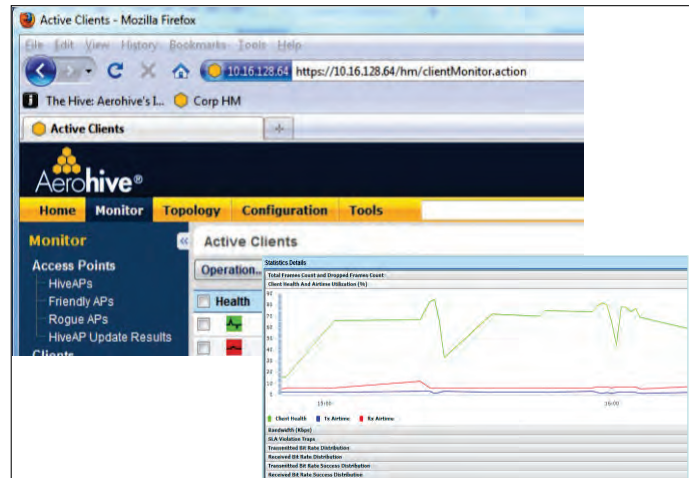 Active Clients - Mozilla Firefox
File Edit View History Bookmarks Tools Help
10.16.128.64 https://10.16.128.64/hm/clientMonitor.action
The Hive: Aerohive's I... Corp HM
Active Clients
Aerohive®
Home Monitor Topology Configuration Tools
Monitor
Access Points
HiveAPs
Friendly APs
Rogue APs
HiveAP Update Results
Clients
Active Clients
Operation...
Health
Statistics Details
Total Frames Count and Dropped Frames Count
Client Health And Airtime Utilization (%)
90
80
70
60
50
40
30
20
10
15:00 16:00
Client Health Tx Airtime Rx Airtime
Bandwidth (Kbps)
SLA Violation Traps
Transmitted Bit Rate Distribution
Received Bit Rate Distribution
Transmitted Bit Rate Success Distribution
Received Bit Rate Success Distribution